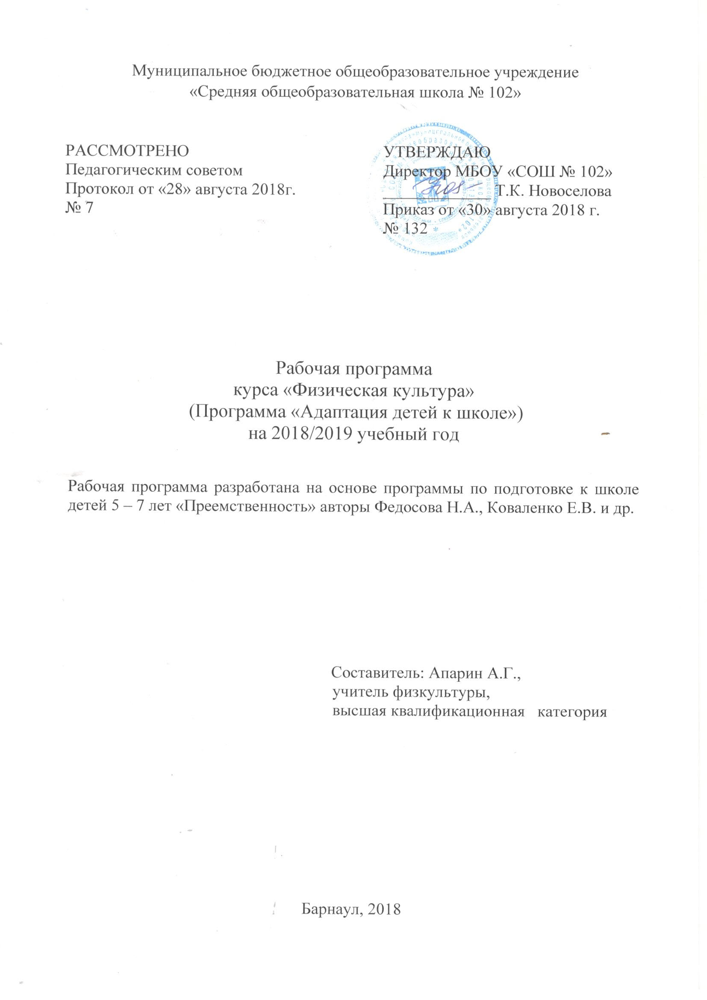 Муниципальное бюджетное общеобразовательное учреждение
«Средняя общеобразовательная школа № 102»
РАССМОТРЕНО
Педагогическим советом
Протокол от «28» августа 2018г.
№ 7
УТВЕРЖДАЮ
Директор МБОУ «СОШ № 102»
Т.К. Новоселова
Приказ от «30» августа 2018 г.
№ 132
Рабочая программа
курса «Физическая культура»
(Программа «Адаптация детей к школе»)
на 2018/2019 учебный год
Рабочая программа разработана на основе программы по подготовке к школе
детей 5 – 7 лет «Преемственность» авторы Федосова Н.А., Коваленко Е.В. и др.
Составитель: Апарин А.Г.,
учитель физкультуры,
высшая квалификационная категория
Барнаул, 2018